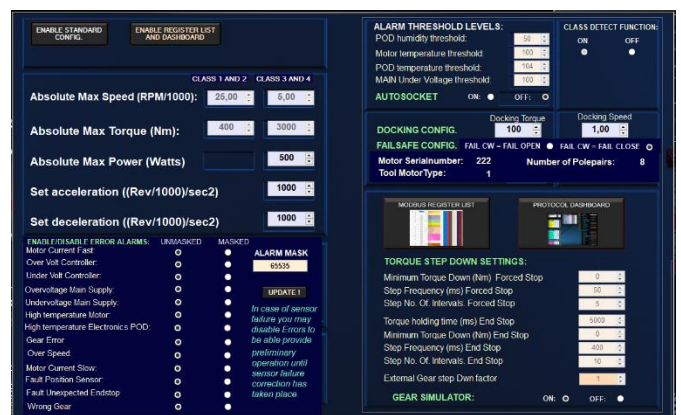 ENABLE STANDARD
CONFIG.
ENABLE REGISTER LIST
AND DASHBOARD
CLASS 1 AND 2 CLASS 3 AND 4
Absolute Max Speed (RPM/1000): 25,00 5,00
Absolute Max Torque (Nm): 400 3000
Absolute Max Power (Watts) 500
Set acceleration ((Rev/1000)/sec2) 1000
Set deceleration ((Rev/1000)/sec2) 1000
ENABLE/DISABLE ERROR ALARMS: UNMASKED MASKED
Motor Current Fast:
Over Volt Controller:
Under Volt Controller:
Overvoltage Main Supply:
Undervoltage Main Supply:
High temperature Motor:
High temperature Electronics POD:
Gear Error
Over Speed
Motor Current Slow:
Fault Position Sensor:
Fault Unexpected Endstop
Wrong Gear
ALARM MASK
65535
UPDATE !
In case of sensor
failure you may
disable Errors to
be able provide
preliminary
operation until
sensor failure
correction has
taken place
ALARM THRESHOLD LEVELS:
POD humidity threshold: 50
Motor temperature threshold: 100
POD temperature threshold: 104
MAIN Under Voltage threshold: 100
AUTOSOCKET ON: OFF:
CLASS DETECT FUNCTION:
ON OFF
Docking Torque Docking Speed
DOCKING CONFIG. 100 1,00
FAILSAFE CONFIG. FAIL CW = FAIL OPEN FAIL CW = FAIL CLOSE
Motor Serialnumber: 222 Number of Polepairs: 8
Tool MotorType: 1
MODBUS REGISTER LIST
PROTOCOL DASHBOARD
TORQUE STEP DOWN SETTINGS:
Minimum Torque Down (Nm) Forced Stop 0
Step Frequency (ms) Forced Stop 50
Step No. Of. Intervals. Forced Stop 5
Torque holding time (ms) End Stop 5000
Minimum Torque Down (Nm) End Stop 0
Step Frequency (ms) End Stop 400
Step No. Of. Intervals. End Stop 10
External Gear step Dwn factor 1
GEAR SIMULATOR: ON: OFF: